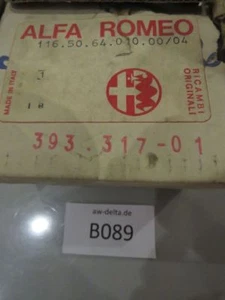 ALFA ROMEO
116.50.64.010.00/04
MADE IN ITALY
RICAMBI
ORIGINALI
393.317-01
aw-delta.de
B089